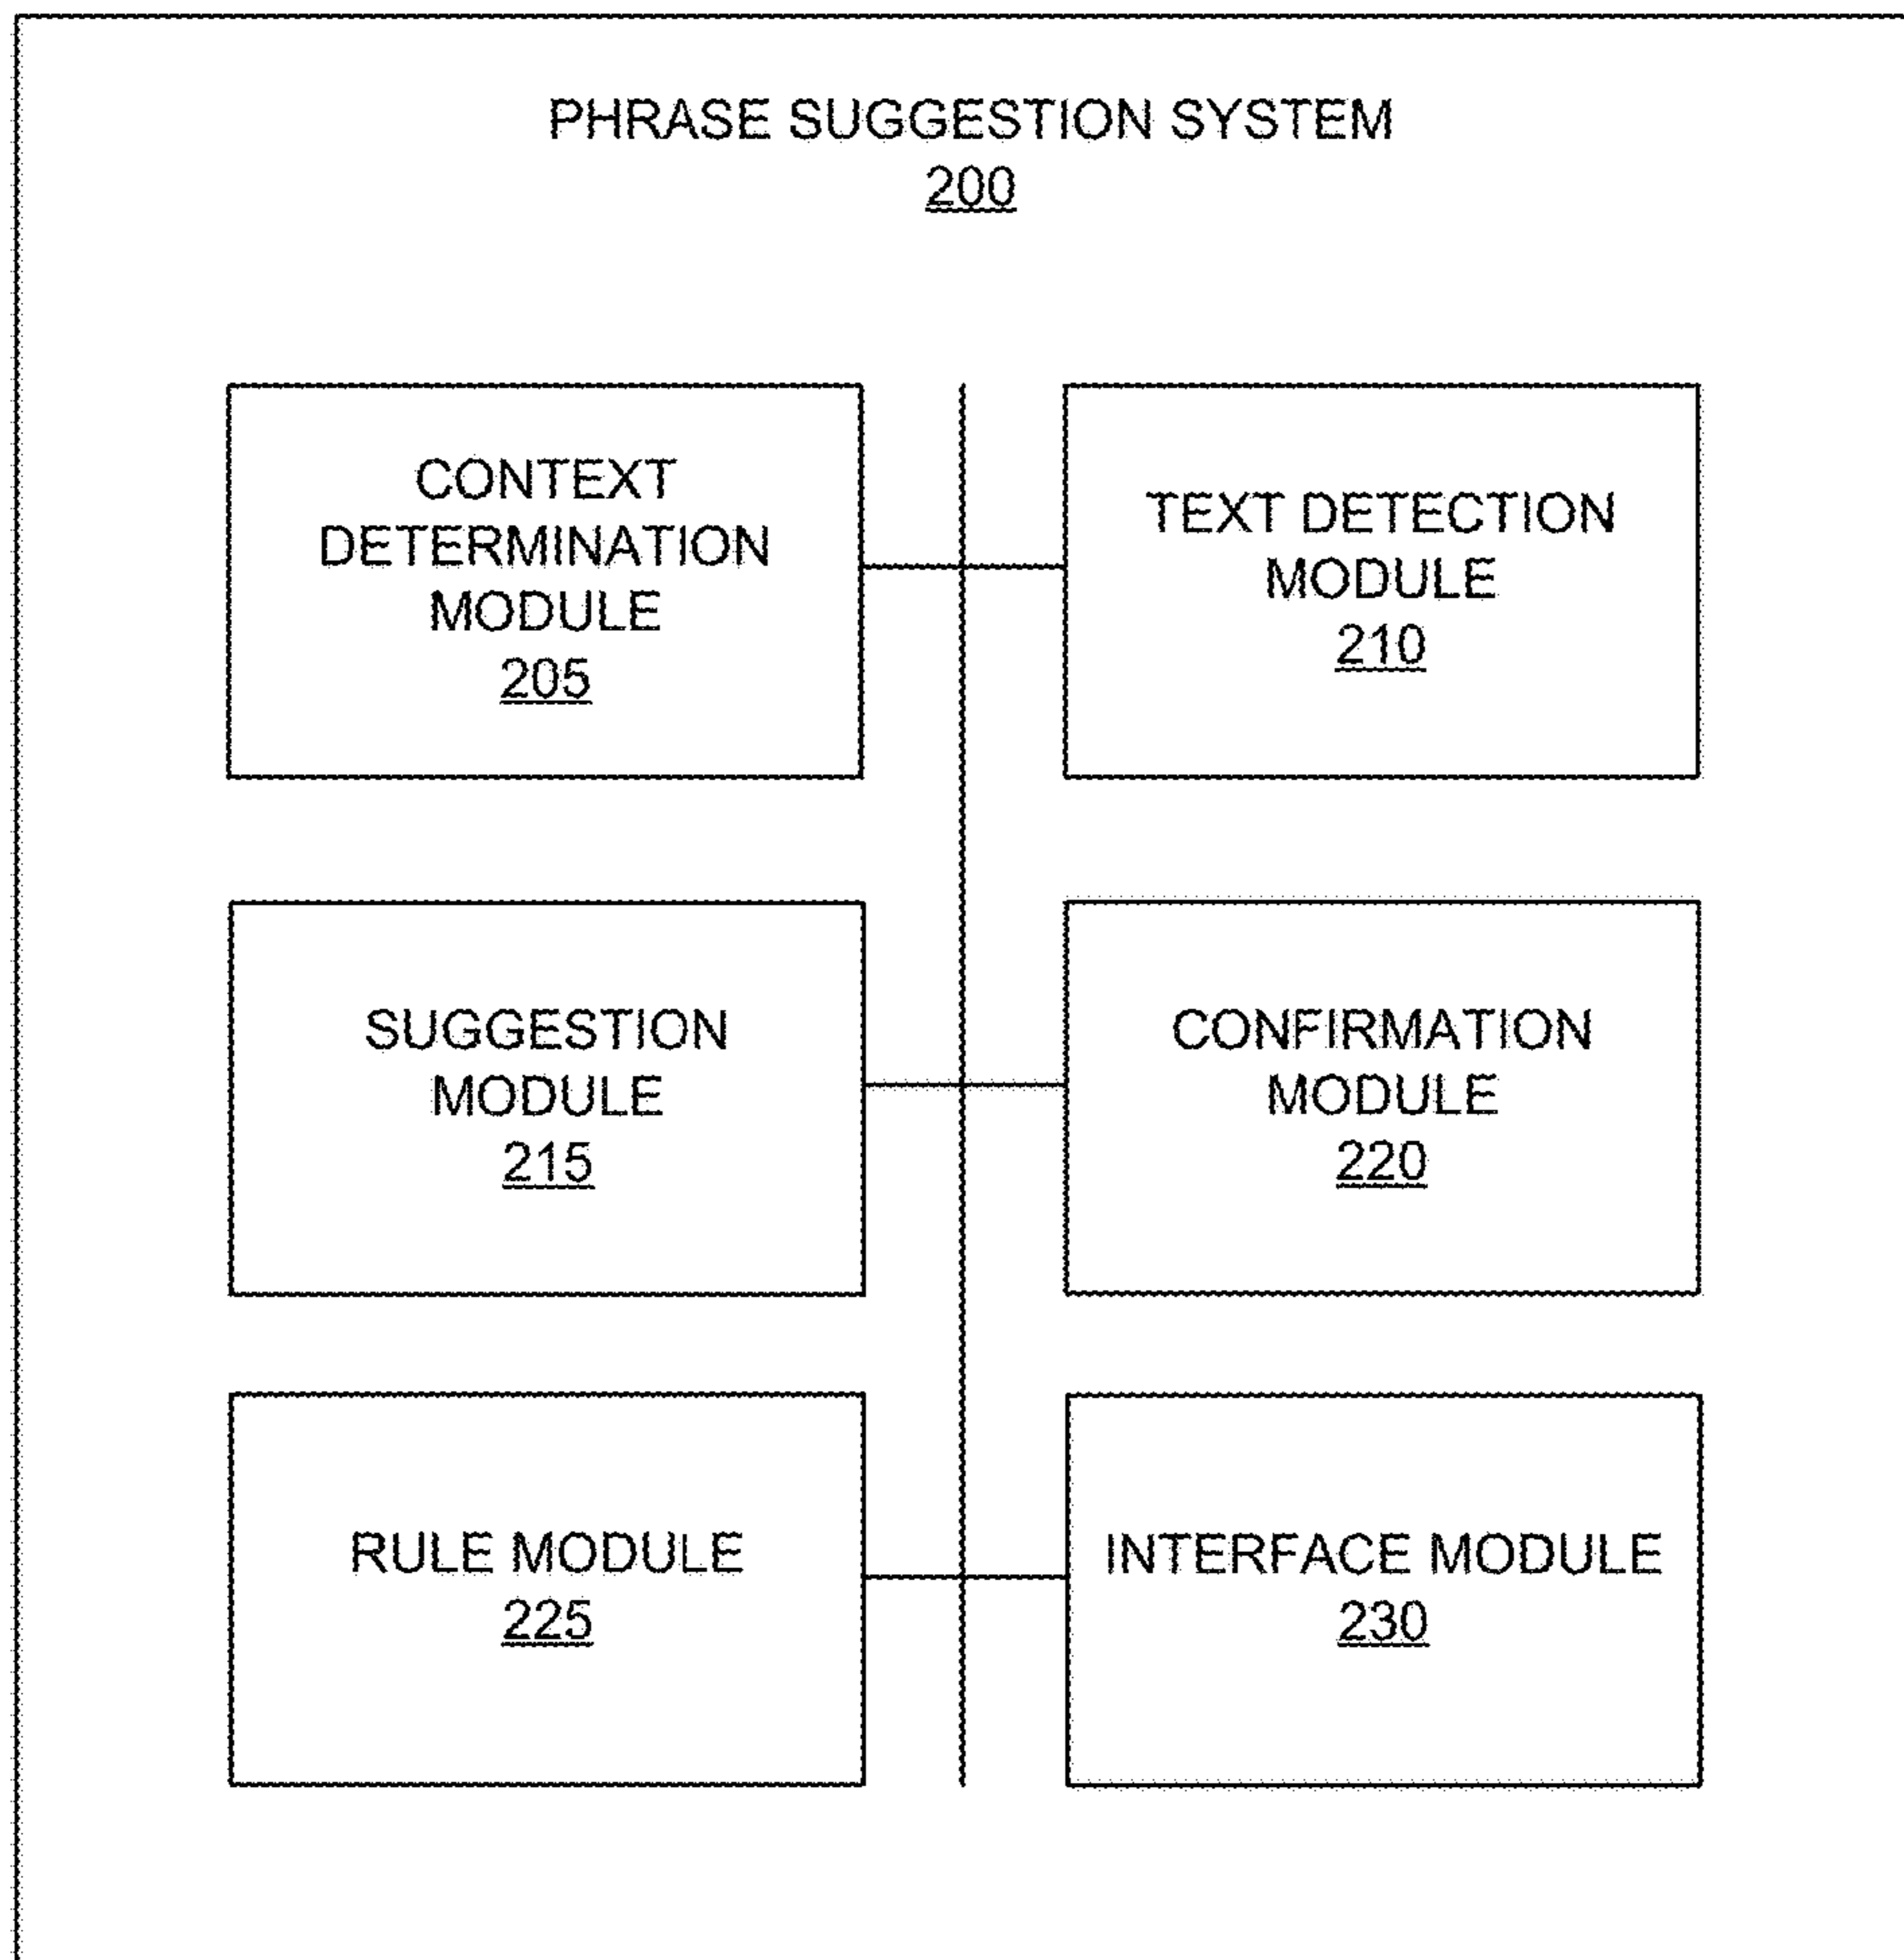 PHRASE SUGGESTION SYSTEM
200
CONTEXT
DETERMINATION
MODULE
205
TEXT DETECTION
MODULE
210
SUGGESTION
MODULE
215
CONFIRMATION
MODULE
220
RULE MODULE
225
INTERFACE MODULE
230